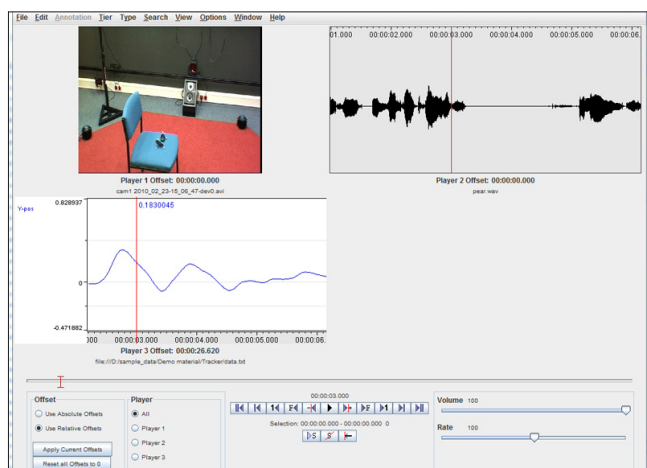 File Edit Annotation Tier Type Search View Options Window Help
01.000 00:00:02.000 00:00:03.000 00:00:04.000 00:00:05.000 00:00:06.
Player 1 Offset: 00:00:00.000
cam1 2010_02_23-15_06_47-dev0.avi
Player 2 Offset: 00:00:00.000
pear.wav
Y-pos
0.828937
0.1830045
0
-0.471882
000 00:00:03.000 00:00:04.000 00:00:05.000 00:00:06.
Player 3 Offset: 00:00:26.620
file:///D:/sample_data/Demo material/Tracker/data.txt
Offset
Use Absolute Offsets
Use Relative Offsets
Apply Current Offsets
Reset all Offsets to 0
Player
All
Player 1
Player 2
Player 3
00:00:03.000
Selection: 00:00:00.000 - 00:00:00.000 0
Volume 100
Rate 100